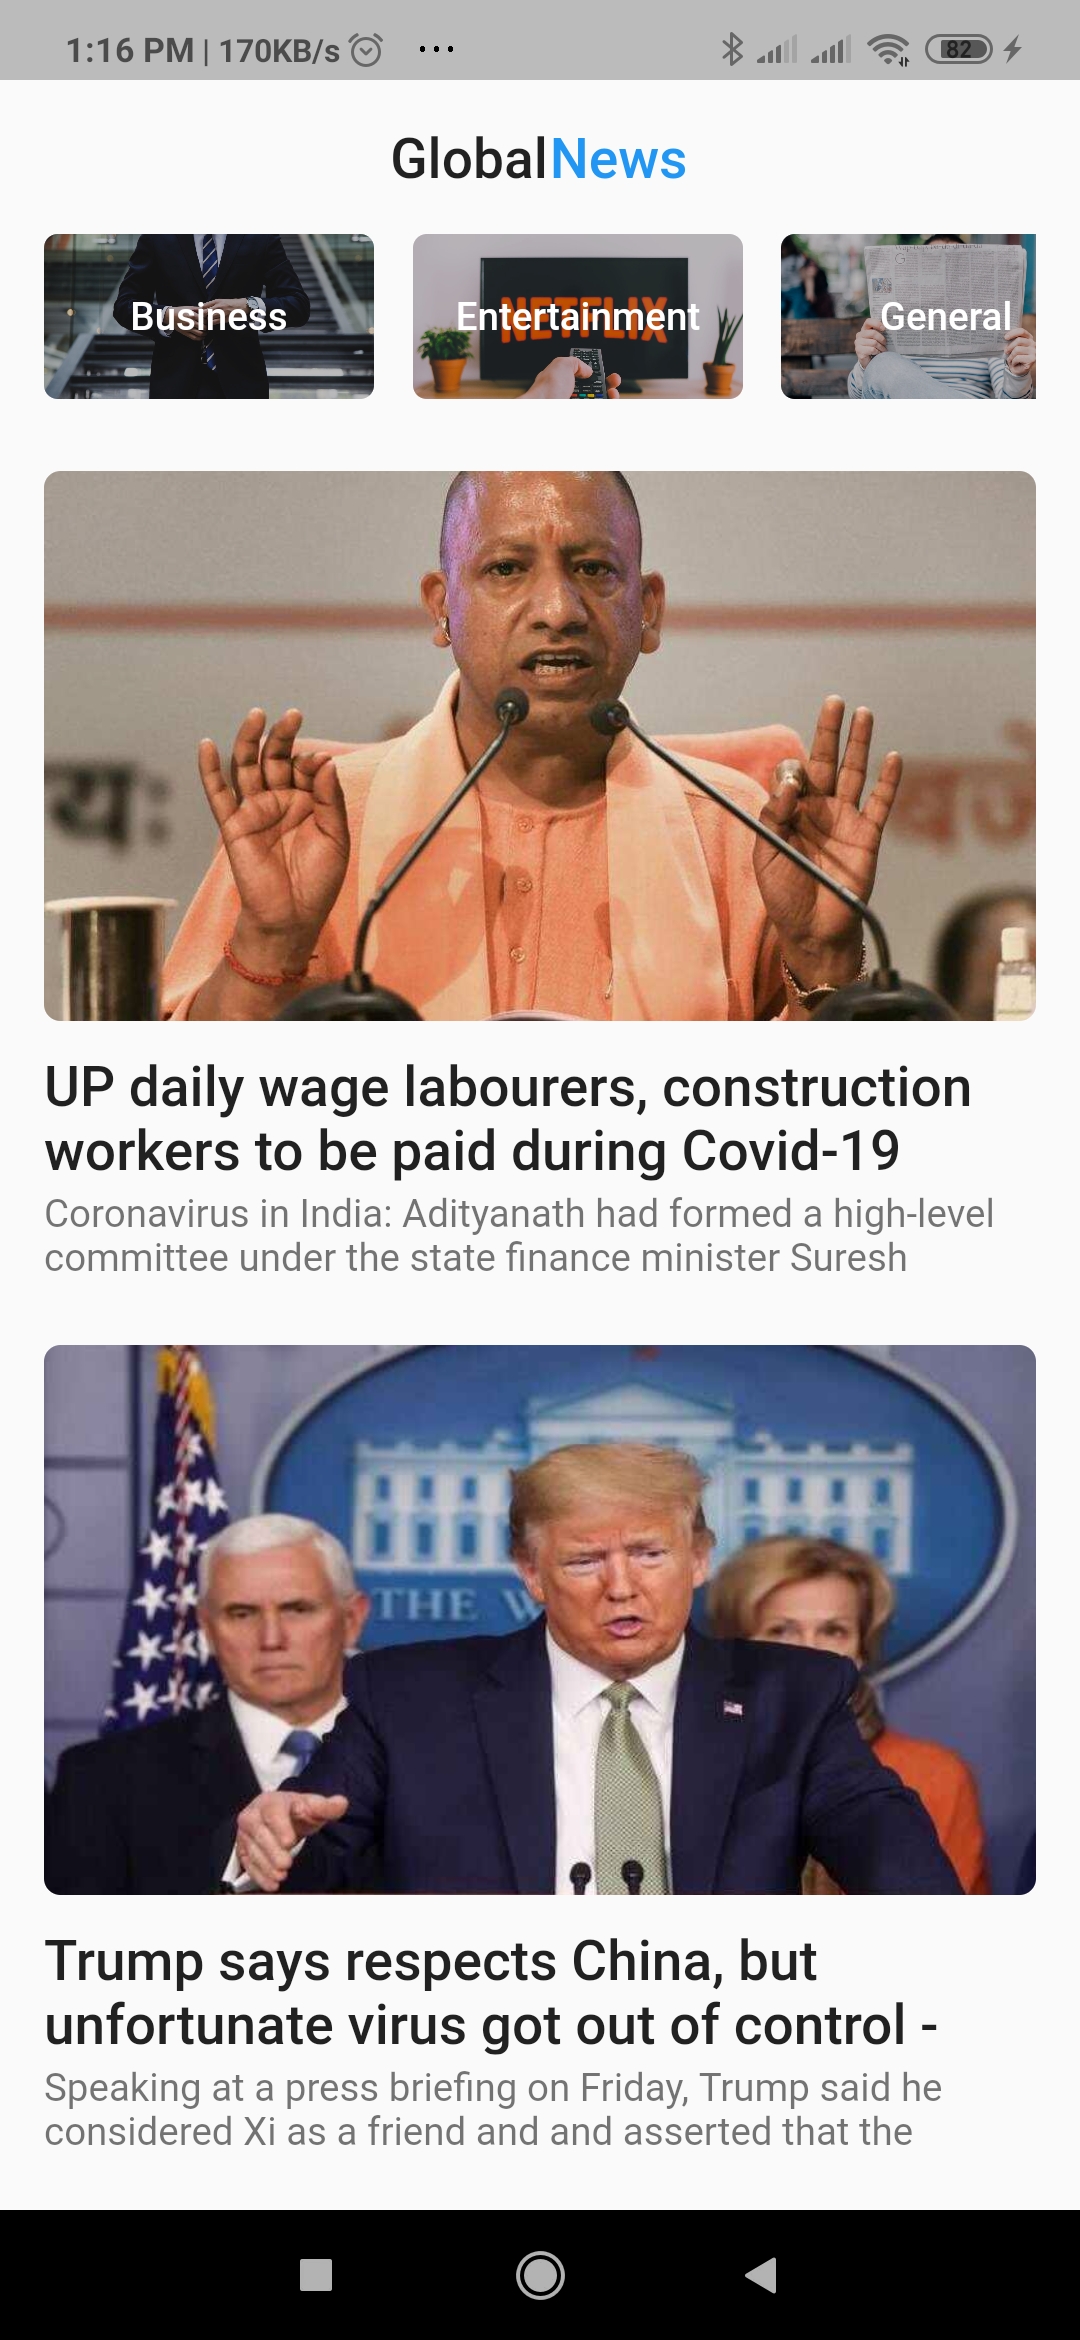 1:16 PM | 170KB/s ...
82
GlobalNews
Business
Entertainment
General
NETFLIX
यः
UP daily wage labourers, construction
workers to be paid during Covid-19
Coronavirus in India: Adityanath had formed a high-level
committee under the state finance minister Suresh
THE W
Trump says respects China, but
unfortunate virus got out of control -
Speaking at a press briefing on Friday, Trump said he
considered Xi as a friend and and asserted that the